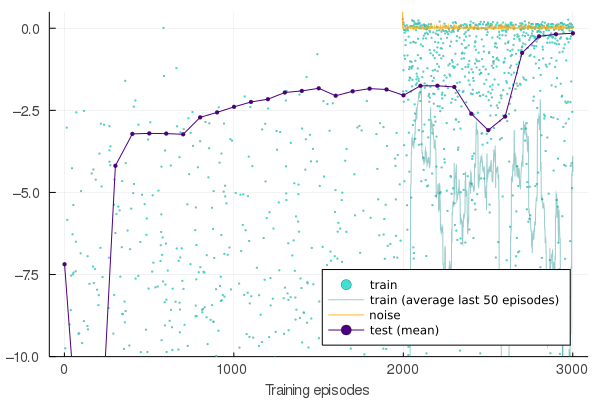 0.0
−2.5
−5.0
−7.5
−10.0
0
1000
2000
3000
Training episodes
train
train (average last 50 episodes)
noise
test (mean)